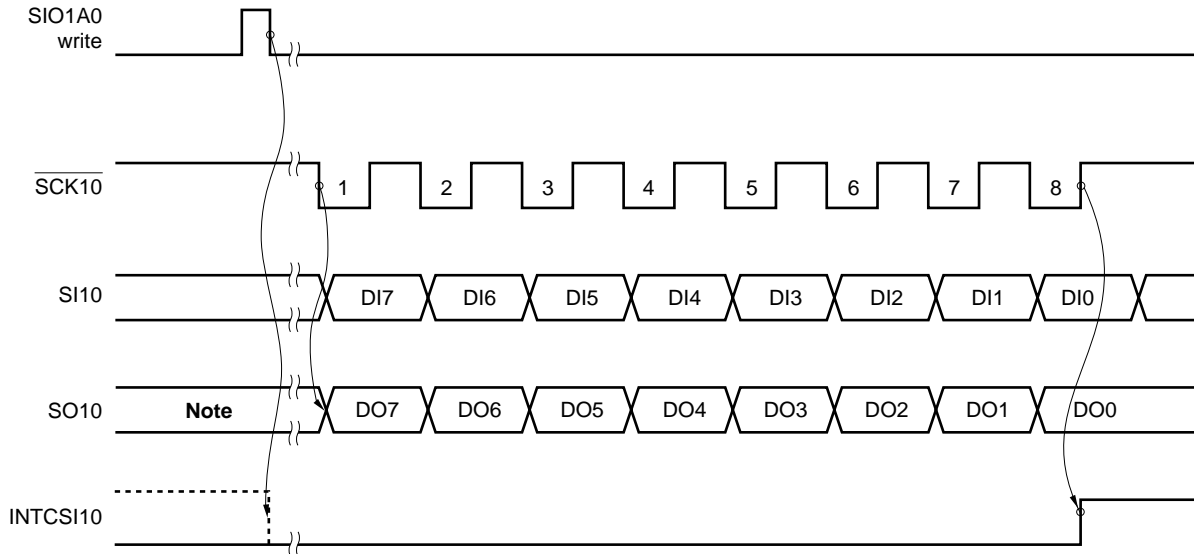 SIO1A0
write
SCK10
1 2 3 4 5 6 7 8
SI10
DI7 DI6 DI5 DI4 DI3 DI2 DI1 DI0
SO10
Note DO7 DO6 DO5 DO4 DO3 DO2 DO1 DO0
INTCSI10